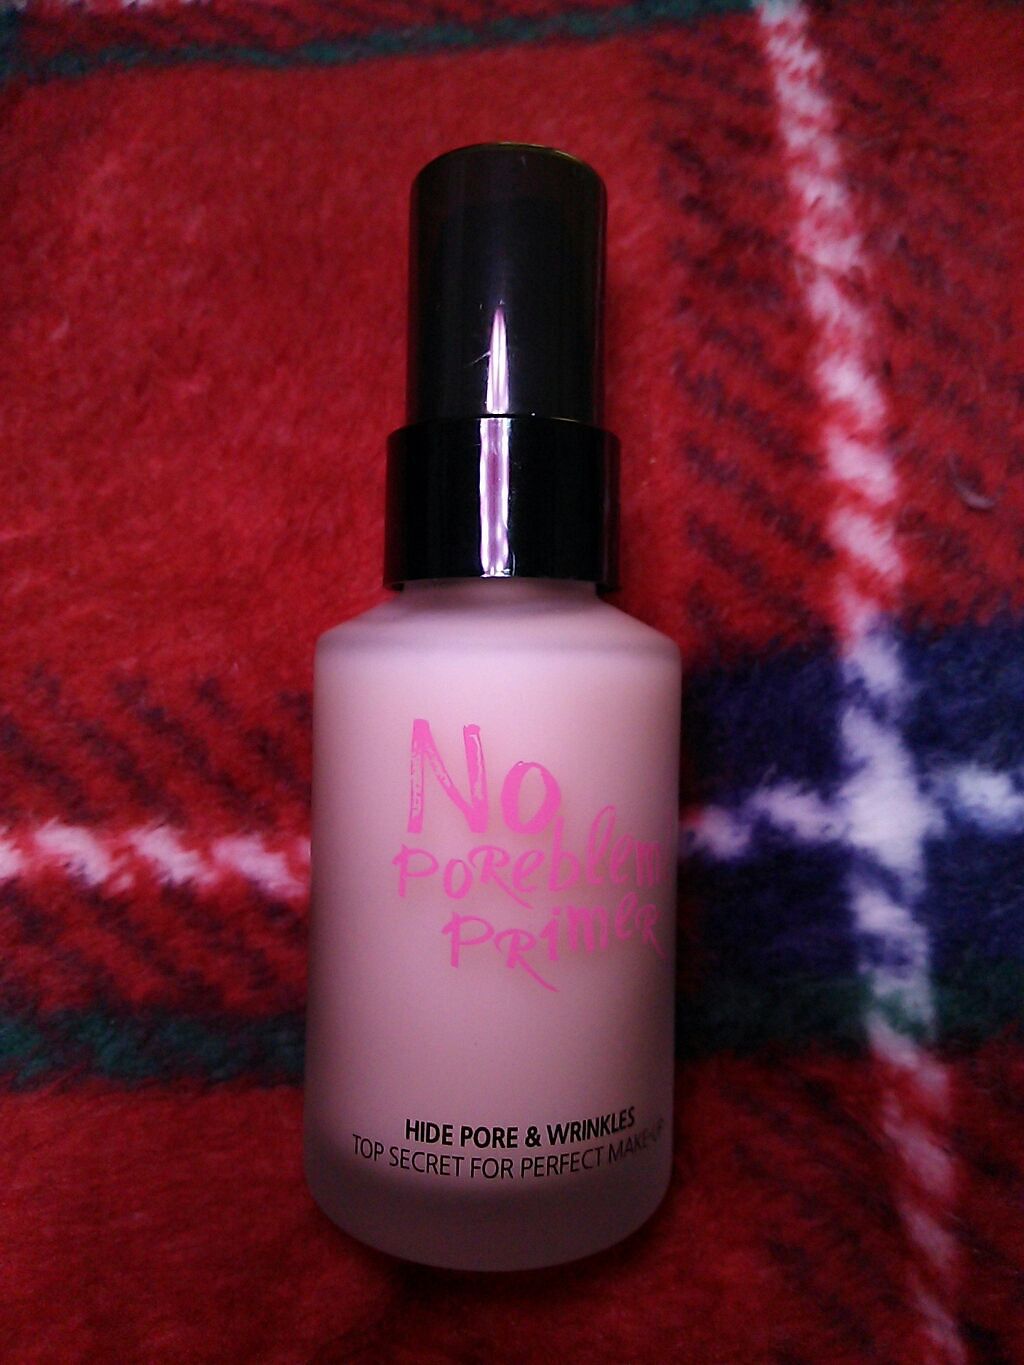 No
POReblem
PRimeR
HIDE PORE & WRINKLES
TOP SECRET FOR PERFECT MAKE-UP